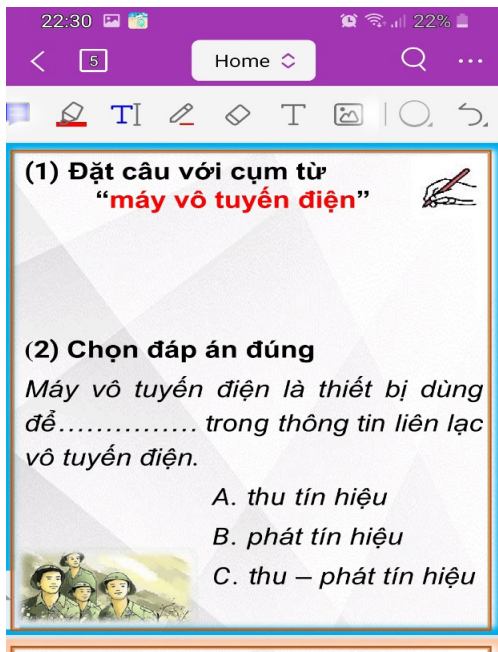 22:30
22%
5
Home
(1) Đặt câu với cụm từ
“máy vô tuyến điện”
(2) Chọn đáp án đúng
Máy vô tuyến điện là thiết bị dùng
để............... trong thông tin liên lạc
vô tuyến điện.
A. thu tín hiệu
B. phát tín hiệu
C. thu – phát tín hiệu